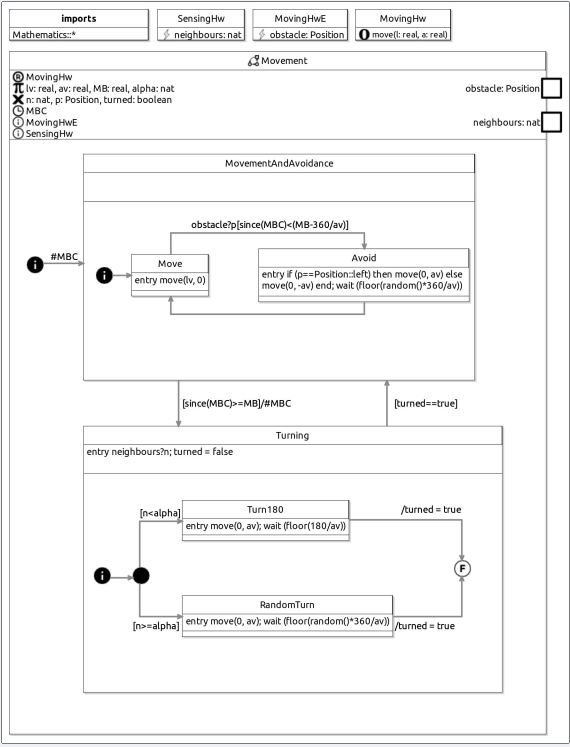 imports
Mathematics::*
SensingHw
neighbours: nat
MovingHwE
obstacle: Position
MovingHw
O move(l: real, a: real)
Movement
R MovingHw
π lv: real, av: real, MB: real, alpha: nat
X n: nat, p: Position, turned: boolean
MBC
i MovingHwE
i SensingHw
obstacle: Position
neighbours: nat
MovementAndAvoidance
obstacle?p[since(MBC)<(MB-360/av)]
#MBC
i
i
Move
entry move(lv, 0)
Avoid
entry if (p==Position::left) then move(0, av) else
move(0, -av) end; wait (floor(random()*360/av))
[since(MBC)>=MB]/#MBC
[turned==true]
Turning
entry neighbours?n; turned = false
[n<alpha]
Turn180
entry move(0, av); wait (floor(180/av))
/turned = true
i
F
[n>=alpha]
RandomTurn
entry move(0, av); wait (floor(random()*360/av))
/turned = true